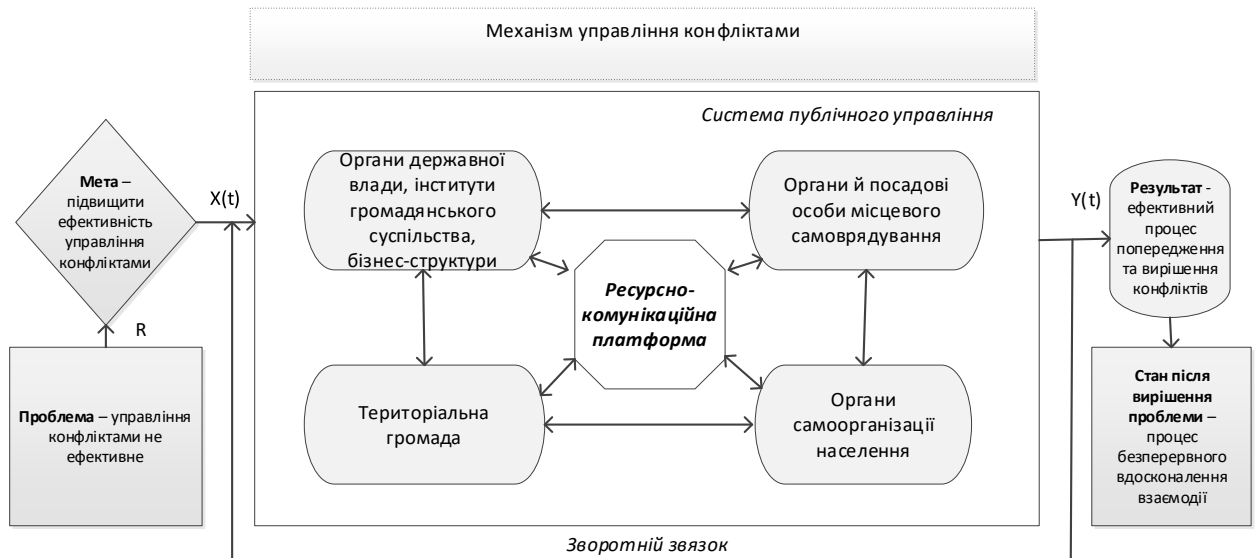 Механізм управління конфліктами
Система публічного управління
Органи державної
влади, інститути
громадянського
суспільства,
бізнес-структури
Органи й посадові
особи місцевого
самоврядування
Мета –
підвищити
ефективність
управління
конфліктами
X(t)
Y(t)
Результат -
ефективний
процес
попередження
та вирішення
конфліктів
Ресурсно-
комунікаційна
платформа
R
Проблема – управління
конфліктами не
ефективне
Територіальна
громада
Органи
самоорганізації
населення
Стан після
вирішення
проблеми –
процес
безперервного
вдосконалення
взаємодії
Зворотній звязок